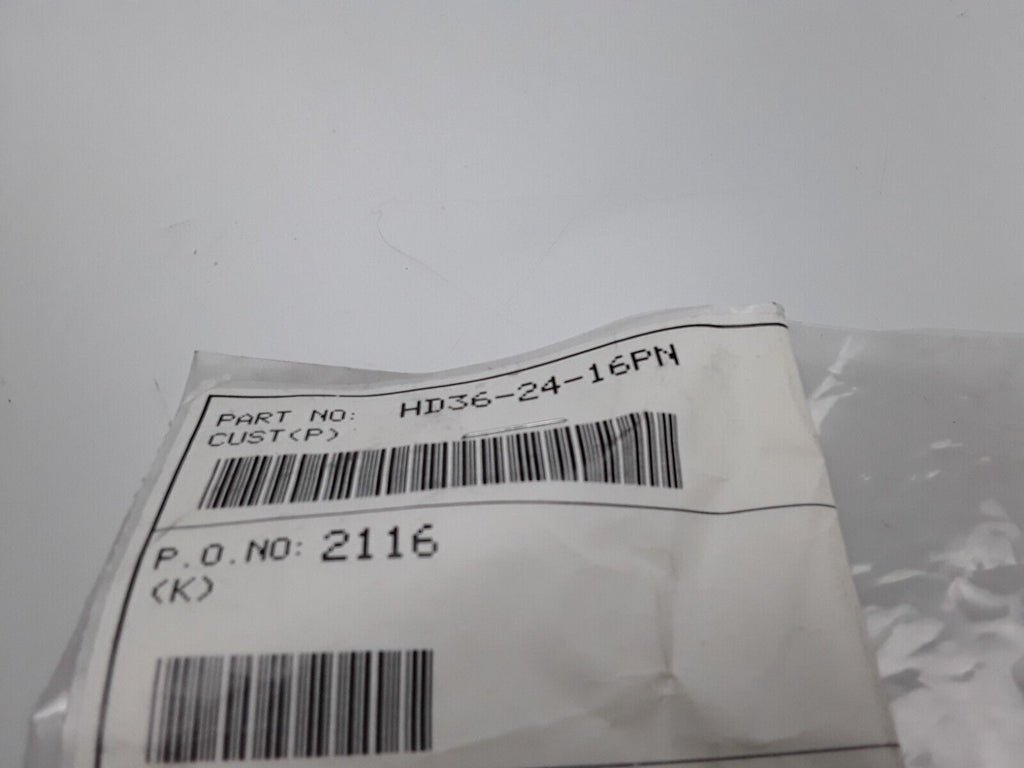 PART NO: HD36-24-16PN
CUST(P)
P.O.NO: 2116
(K)